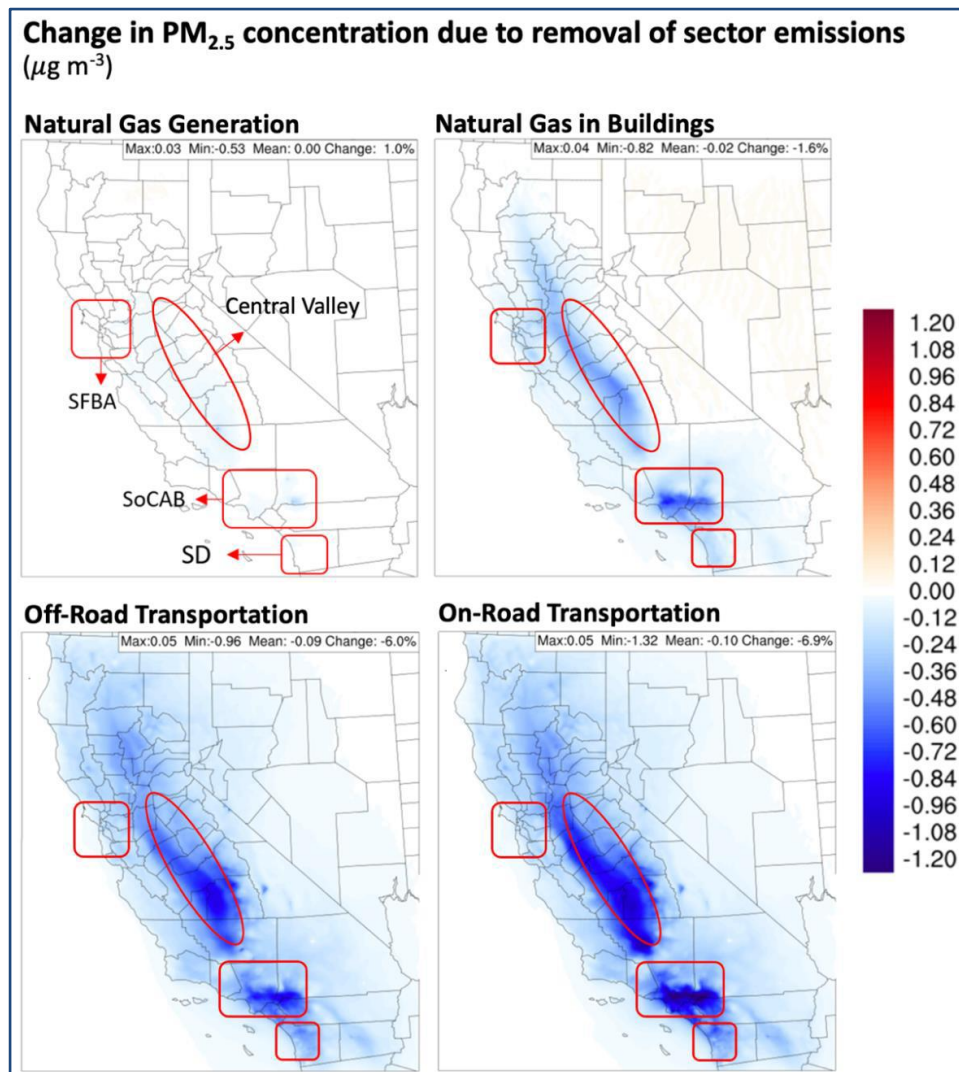 Change in PM2.5 concentration due to removal of sector emissions
(μg m-3)
Natural Gas Generation
Max:0.03 Min:-0.53 Mean: 0.00 Change: 1.0%
Central Valley
SFBA
SoCAB
SD
Natural Gas in Buildings
Max:0.04 Min:-0.82 Mean: -0.02 Change: -1.6%
Off-Road Transportation
Max:0.05 Min:-0.96 Mean: -0.09 Change: -6.0%
On-Road Transportation
Max:0.05 Min:-1.32 Mean: -0.10 Change: -6.9%
1.20
1.08
0.96
0.84
0.72
0.60
0.48
0.36
0.24
0.12
0.00
-0.12
-0.24
-0.36
-0.48
-0.60
-0.72
-0.84
-0.96
-1.08
-1.20